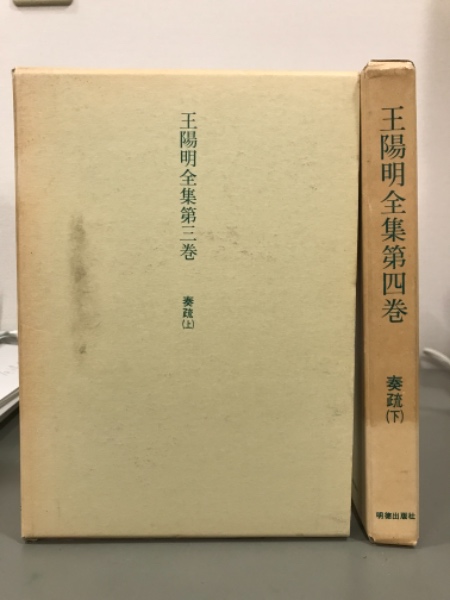 王陽明全集第三巻
奏疏
(上)
王陽明全集第四巻
奏疏
(下)
明徳出版社